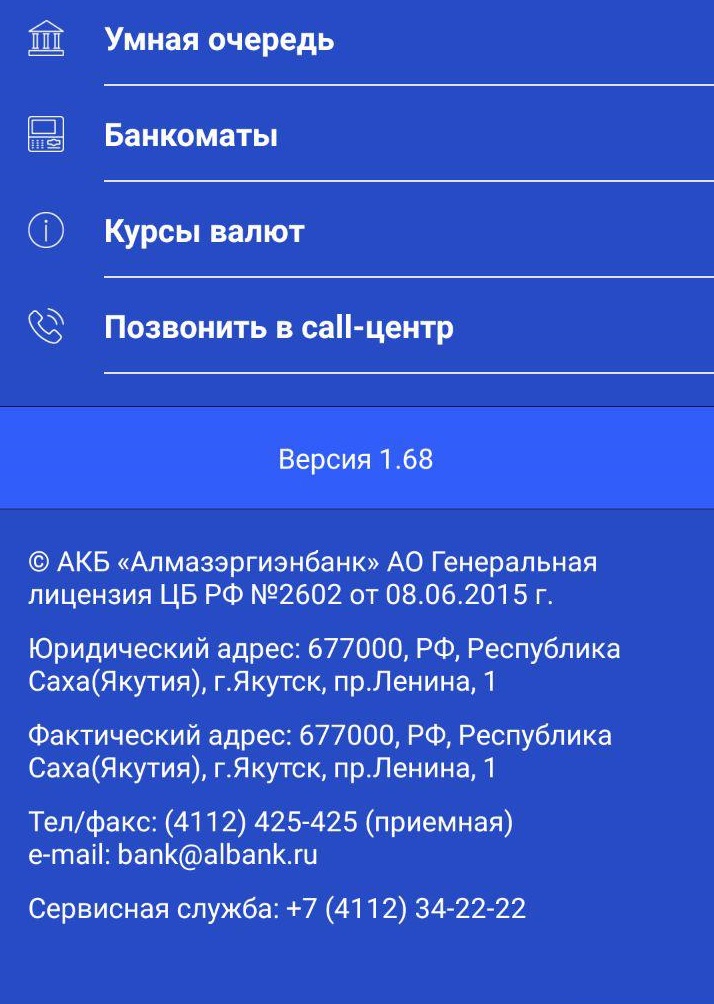 Умная очередь
Банкоматы
Курсы валют
Позвонить в call-центр
Версия 1.68
© АКБ «Алмазэргиэнбанк» АО Генеральная
лицензия ЦБ РФ №2602 от 08.06.2015 г.
Юридический адрес: 677000, РФ, Республика
Саха(Якутия), г.Якутск, пр.Ленина, 1
Фактический адрес: 677000, РФ, Республика
Саха(Якутия), г.Якутск, пр.Ленина, 1
Тел/факс: (4112) 425-425 (приемная)
e-mail: bank@albank.ru
Сервисная служба: +7 (4112) 34-22-22